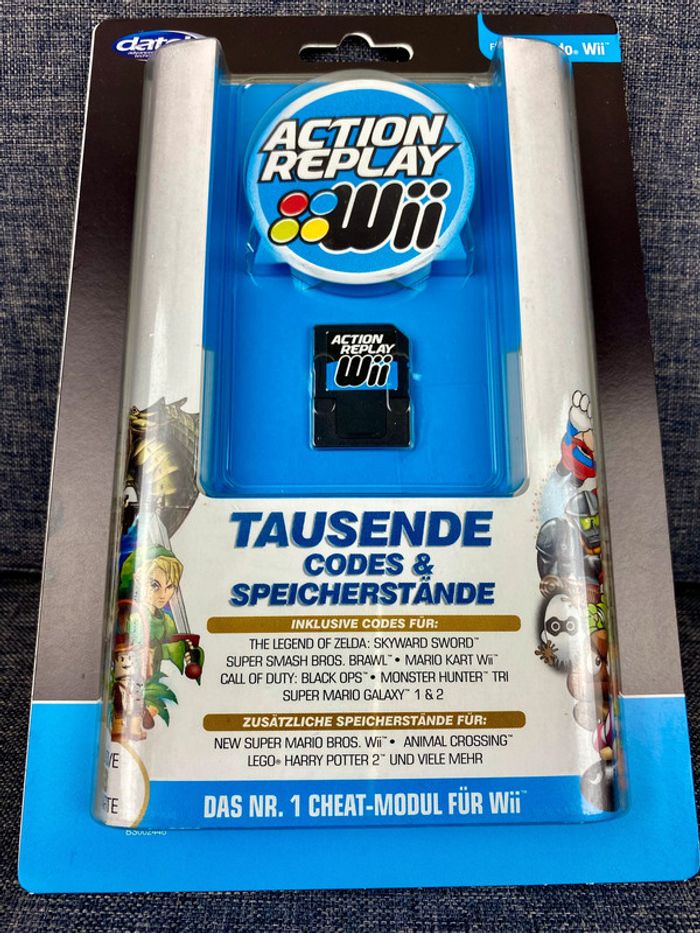 ACTION
REPLAY
Wii
ACTION
REPLAY
Wii
TAUSENDE
CODES &
SPEICHERSTÄNDE
INKLUSIVE CODES FÜR:
THE LEGEND OF ZELDA: SKYWARD SWORD™
SUPER SMASH BROS. BRAWL™ • MARIO KART Wii™
CALL OF DUTY: BLACK OPS™ • MONSTER HUNTER™ TRI
SUPER MARIO GALAXY™ 1 & 2
ZUSÄTZLICHE SPEICHERSTÄNDE FÜR:
NEW SUPER MARIO BROS. Wii™ • ANIMAL CROSSING™
LEGO® HARRY POTTER 2™ UND VIELE MEHR
DAS NR. 1 CHEAT-MODUL FÜR Wii™
Wii™